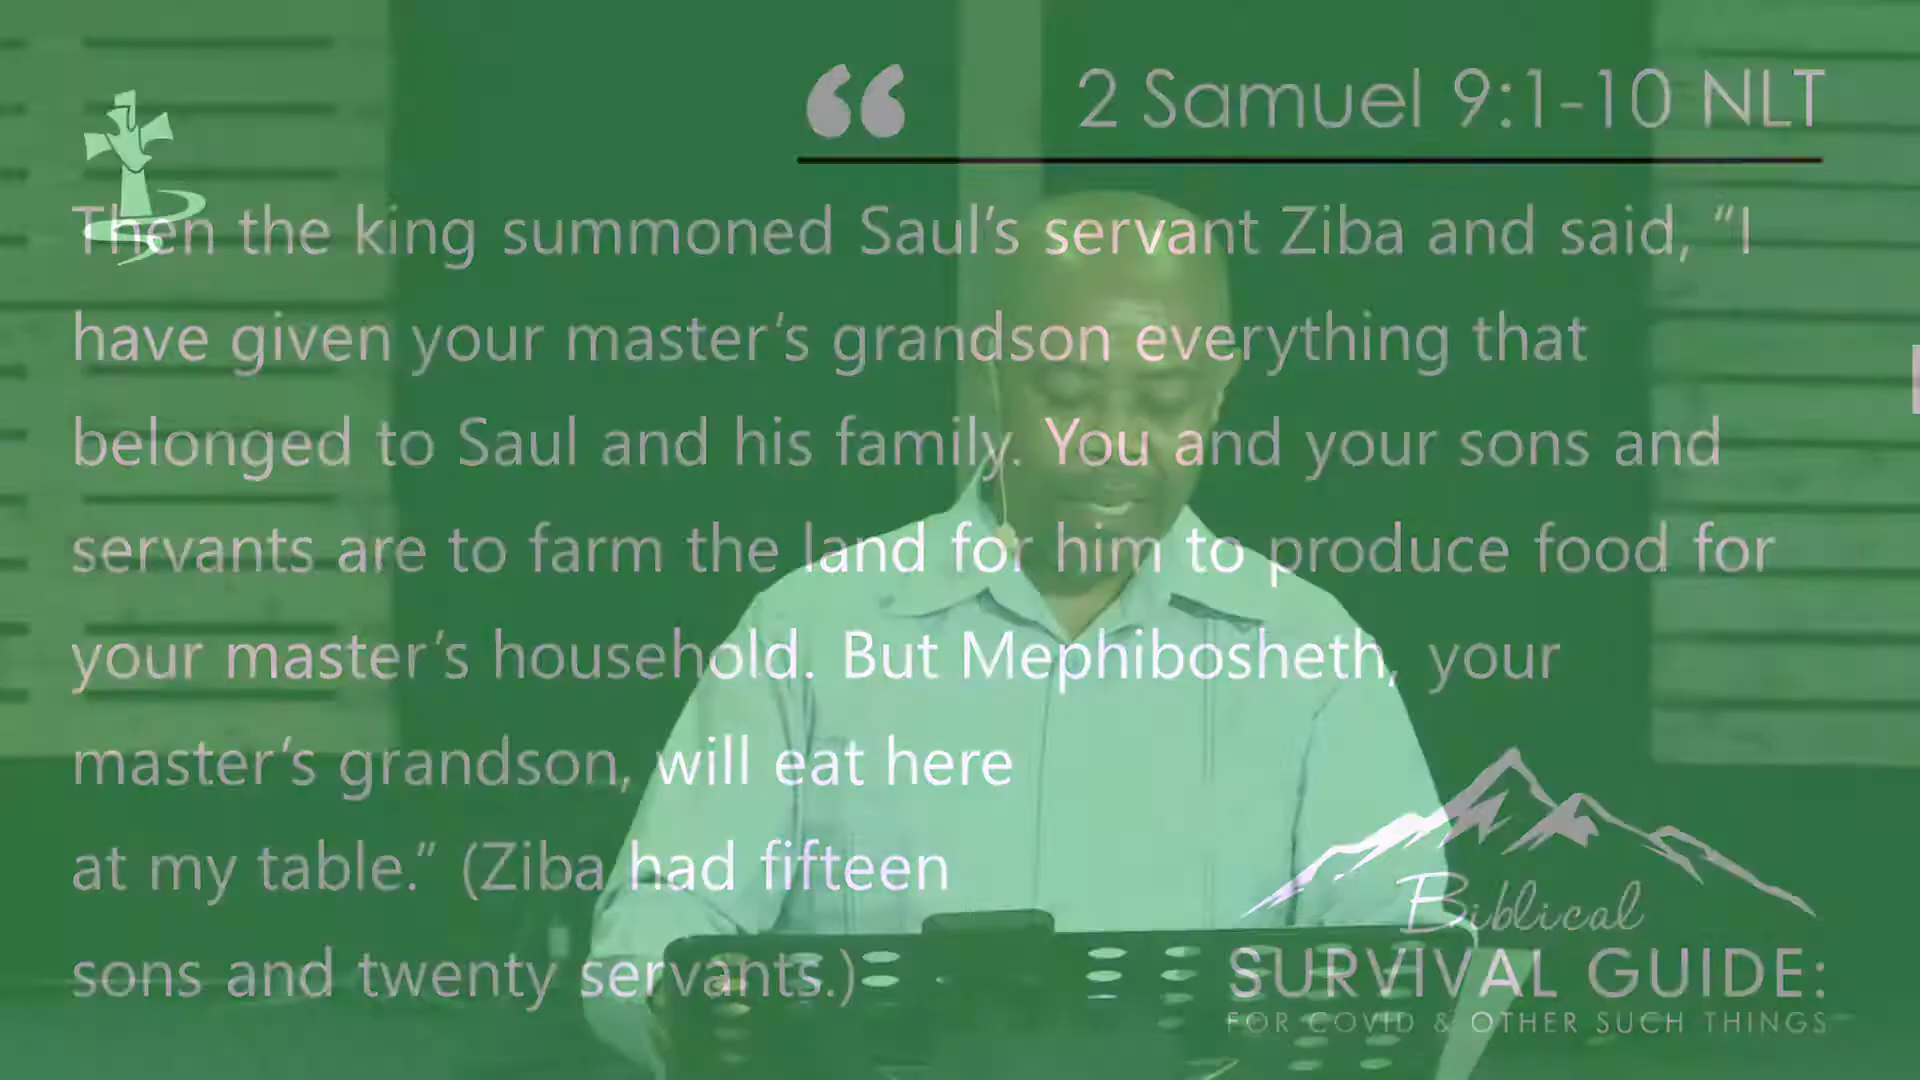 “ 2 Samuel 9:1-10 NLT
Then the king summoned Saul’s servant Ziba and said, “I
have given your master’s grandson everything that
belonged to Saul and his family. You and your sons and
servants are to farm the land for him to produce food for
your master’s household. But Mephibosheth, your
master’s grandson, will eat here
at my table.” (Ziba had fifteen
sons and twenty servants.)
Biblical
SURVIVAL GUIDE:
FOR COVID & OTHER SUCH THINGS